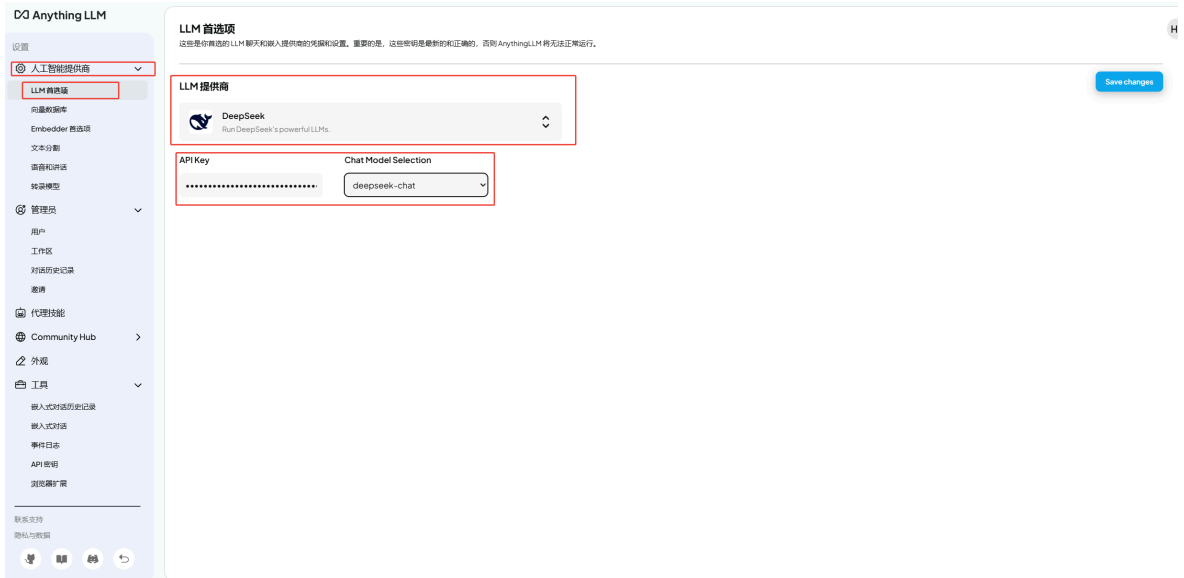 Anything LLM
设置
人工智能提供商
LLM 首选项
向量数据库
Embedder 首选项
文本分割
语音和讲话
转录模型
管理员
用户
工作区
对话历史记录
邀请
代理技能
Community Hub
外观
工具
嵌入式对话历史记录
嵌入式对话
事件日志
API 密钥
浏览器扩展
联系支持
隐私与数据
LLM 首选项
这些是你首选的 LLM 聊天和嵌入提供商的凭据和设置。重要的是，这些密钥是最新的和正确的，否则 AnythingLLM 将无法正常运行。
H
Save changes
LLM 提供商
DeepSeek
Run DeepSeek's powerful LLMs.
API Key
Chat Model Selection
deepseek-chat